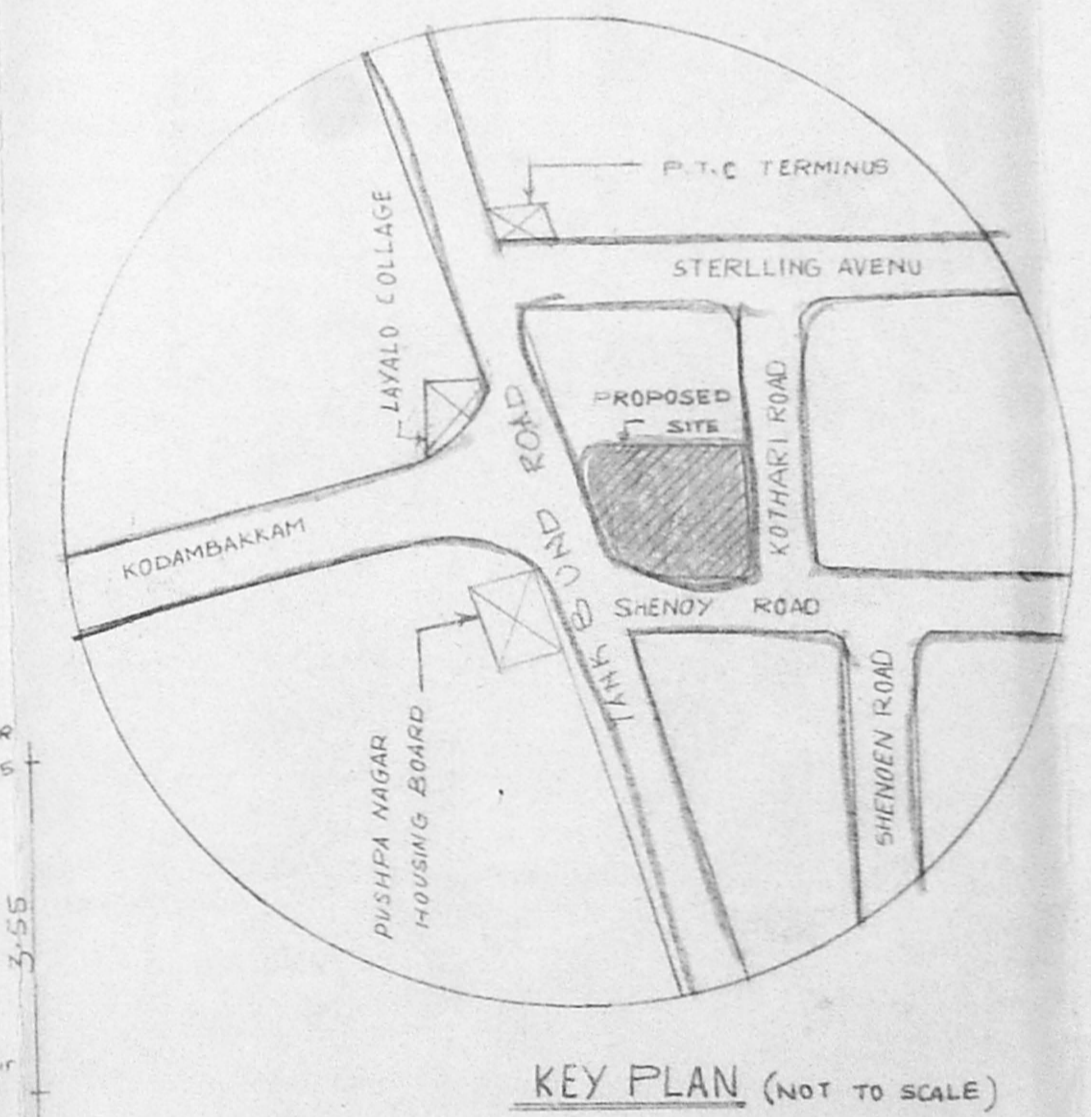 P.T.C TERMINUS
STERLLING AVENU
LAYALO COLLAGE
PROPOSED
SITE
KOTHARI ROAD
TANK BUND ROAD
KODAMBAKKAM
SHENOY ROAD
SHENOEN ROAD
PUSHPA NAGAR
HOUSING BOARD
3.55
KEY PLAN (NOT TO SCALE)